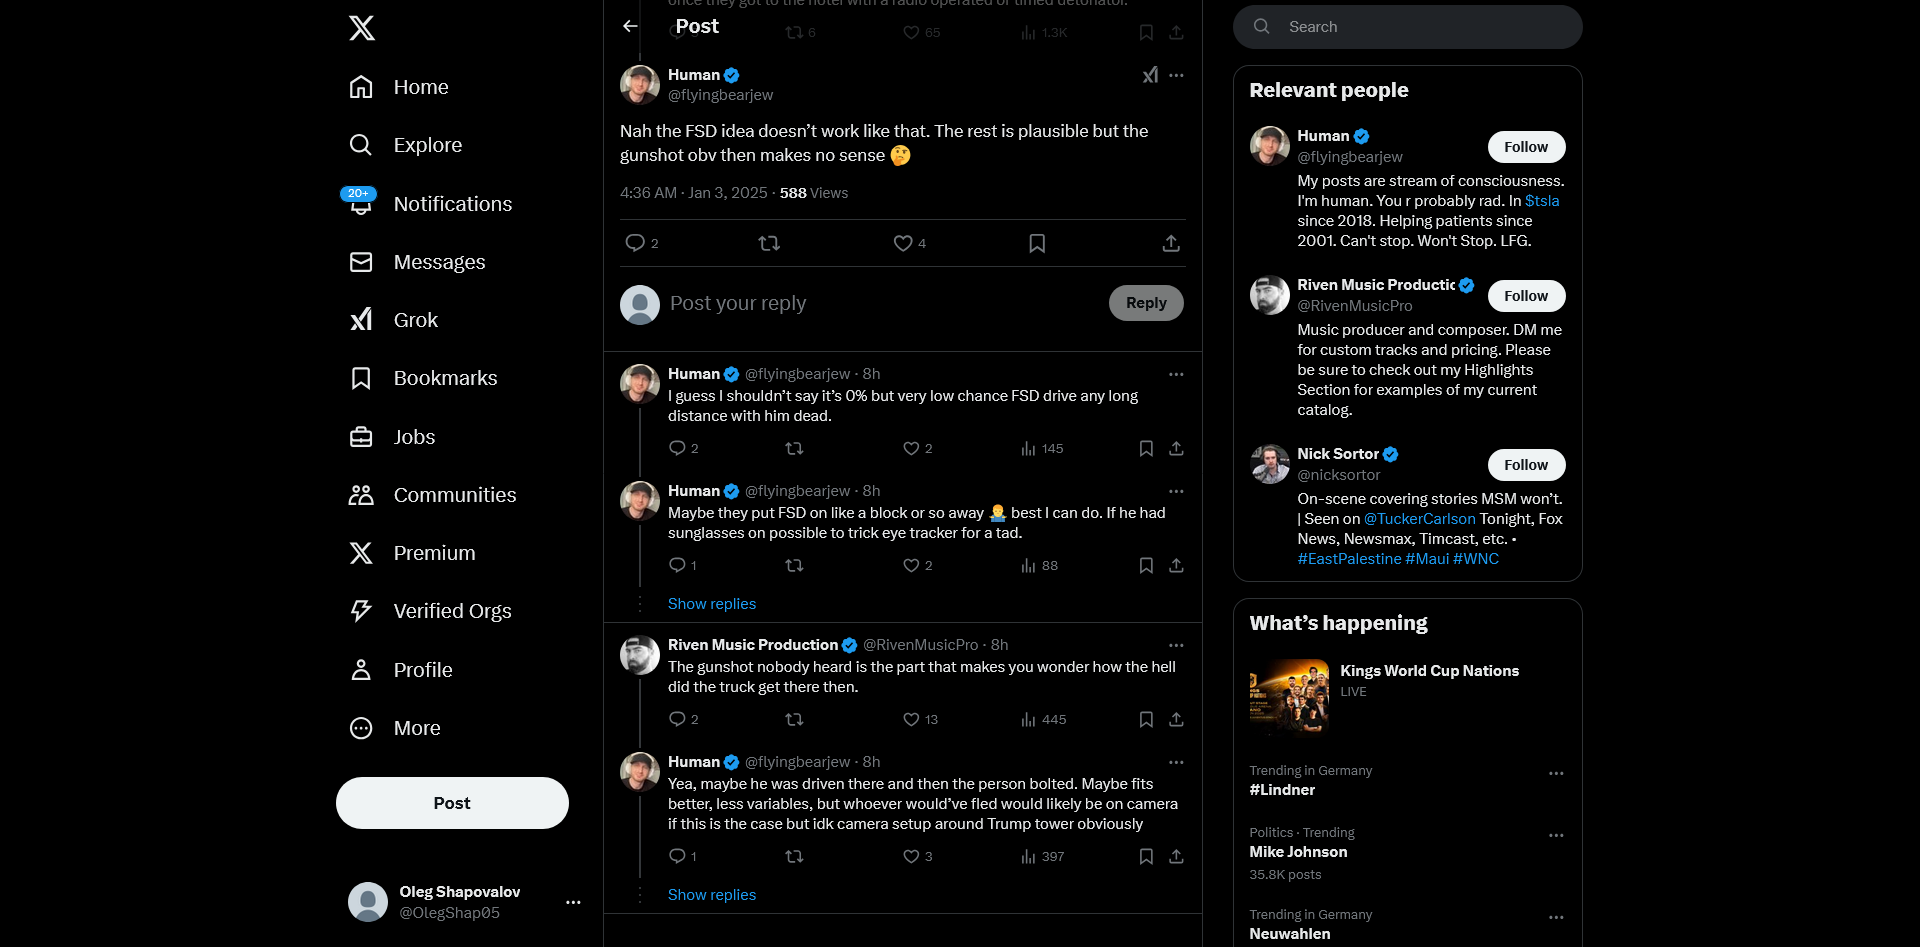 Home
Explore
20+
Notifications
Messages
Grok
Bookmarks
Jobs
Communities
Premium
Verified Orgs
Profile
More
Post
Oleg Shapovalov
@OlegShap05
once they got to the hotel with a radio operated or timed detonator.
Post
6
65
1.3K
Human
@flyingbearjew
Nah the FSD idea doesn’t work like that. The rest is plausible but the
gunshot obv then makes no sense 🤔
4:36 AM · Jan 3, 2025 · 588 Views
2
4
Post your reply
Reply
Human @flyingbearjew · 8h
I guess I shouldn’t say it’s 0% but very low chance FSD drive any long
distance with him dead.
2
2
145
Human @flyingbearjew · 8h
Maybe they put FSD on like a block or so away 🤷‍♂️ best I can do. If he had
sunglasses on possible to trick eye tracker for a tad.
1
2
88
Show replies
Riven Music Production @RivenMusicPro · 8h
The gunshot nobody heard is the part that makes you wonder how the hell
did the truck get there then.
2
13
445
Human @flyingbearjew · 8h
Yea, maybe he was driven there and then the person bolted. Maybe fits
better, less variables, but whoever would’ve fled would likely be on camera
if this is the case but idk camera setup around Trump tower obviously
1
3
397
Show replies
Search
Relevant people
Human
@flyingbearjew
Follow
My posts are stream of consciousness.
I'm human. You r probably rad. In $tsla
since 2018. Helping patients since
2001. Can't stop. Won't Stop. LFG.
Riven Music Productic
@RivenMusicPro
Follow
Music producer and composer. DM me
for custom tracks and pricing. Please
be sure to check out my Highlights
Section for examples of my current
catalog.
Nick Sortor
@nicksortor
Follow
On-scene covering stories MSM won’t.
| Seen on @TuckerCarlson Tonight, Fox
News, Newsmax, Timcast, etc. •
#EastPalestine #Maui #WNC
What’s happening
Kings World Cup Nations
LIVE
Trending in Germany
#Lindner
Politics · Trending
Mike Johnson
35.8K posts
Trending in Germany
Neuwahlen